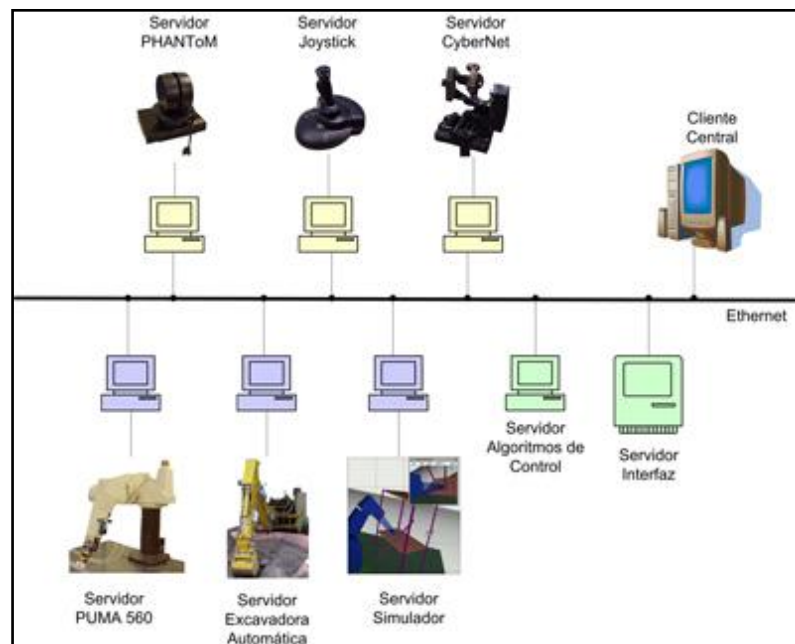 Servidor
PHANToM
Servidor
Joystick
Servidor
CyberNet
Cliente
Central
Ethernet
Servidor
Algoritmos de
Control
Servidor
Interfaz
Servidor
PUMA 560
Servidor
Excavadora
Automática
Servidor
Simulador